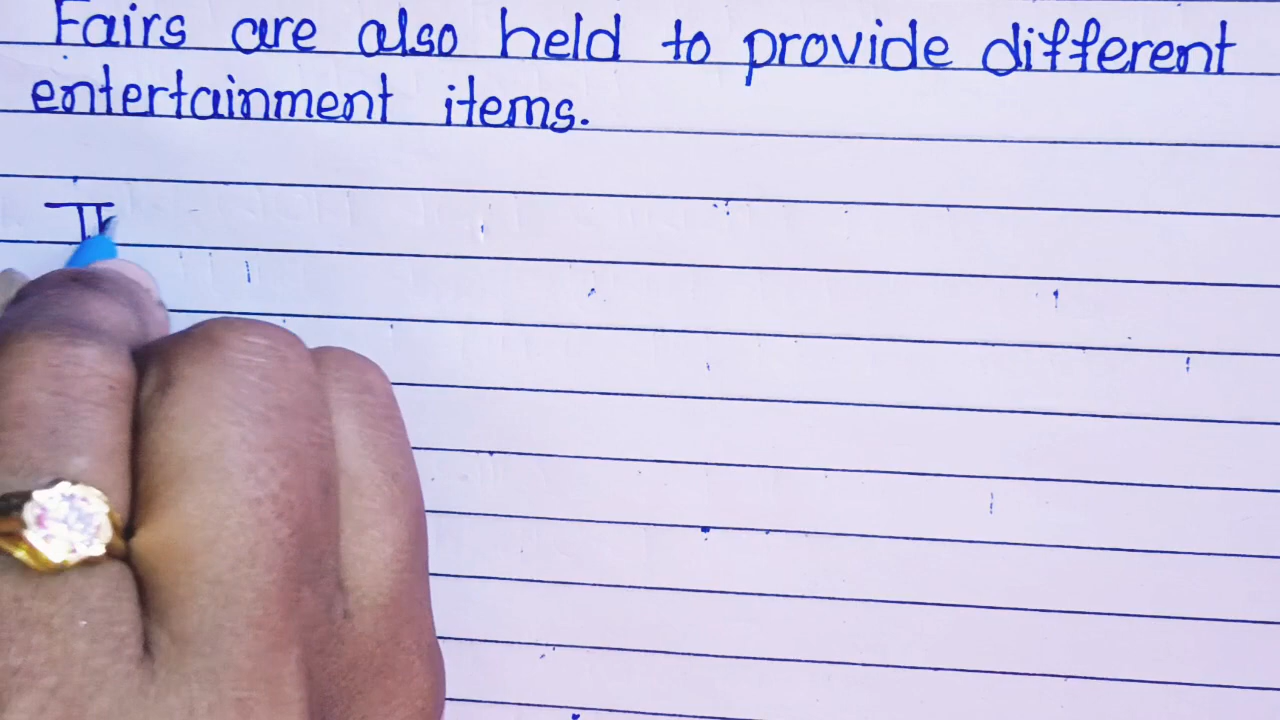 Fairs are also held to provide different
entertainment items.